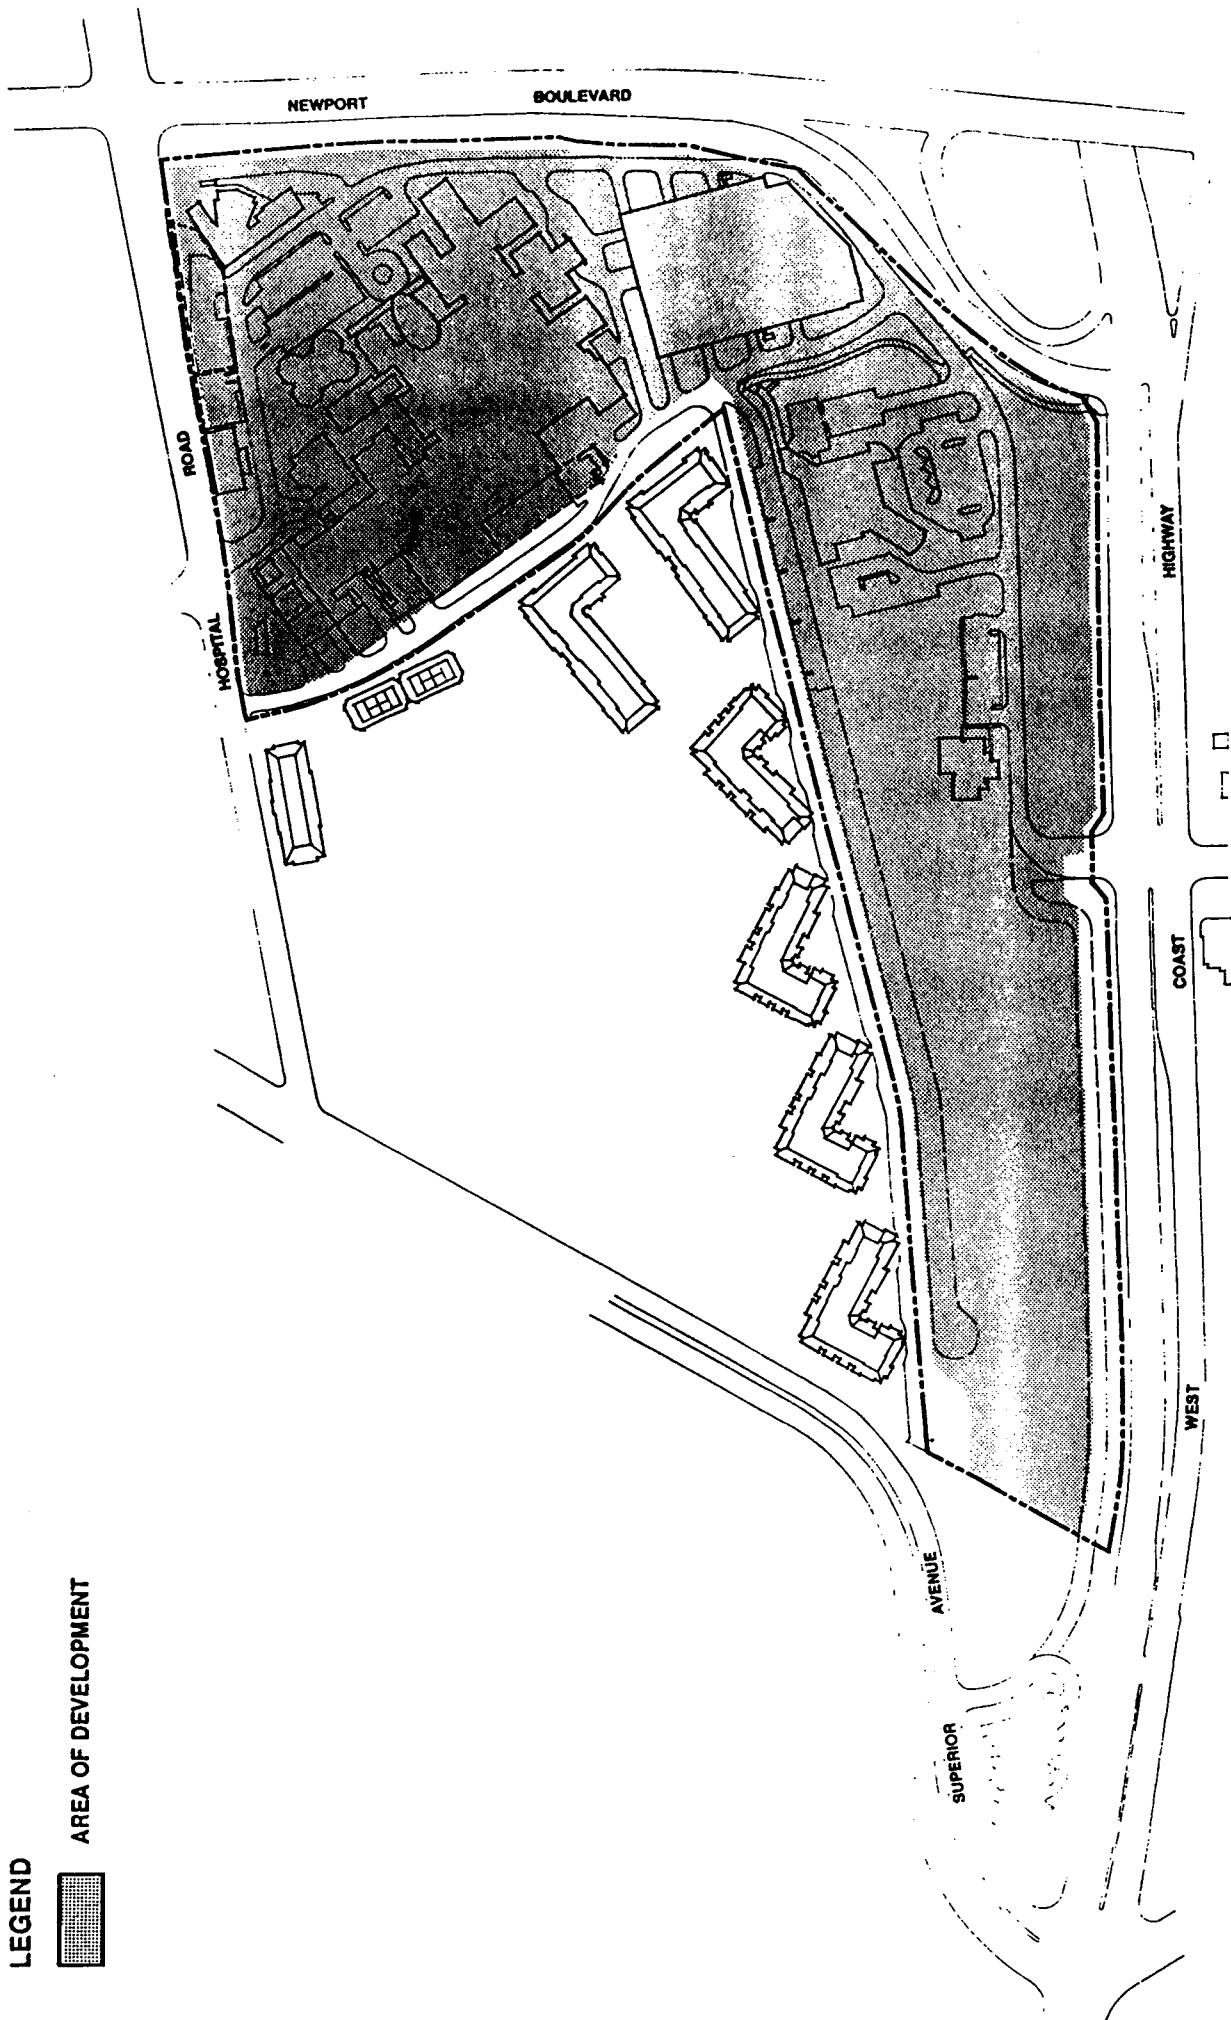 NEWPORT BOULEVARD
HOSPITAL ROAD
WEST COAST HIGHWAY
SUPERIOR AVENUE
LEGEND
AREA OF DEVELOPMENT